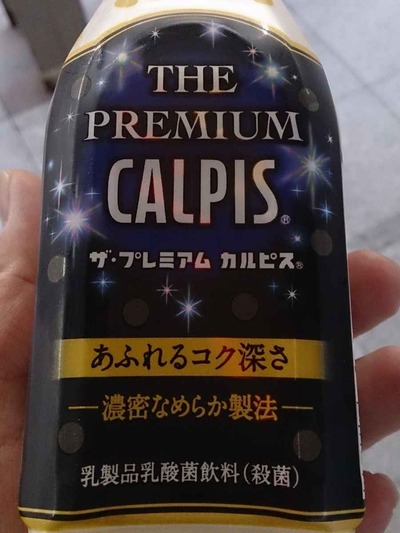 THE
PREMIUM
CALPIS®
ザ・プレミアム カルピス®
あふれるコク深さ
濃密なめらか製法
乳製品乳酸菌飲料(殺菌)